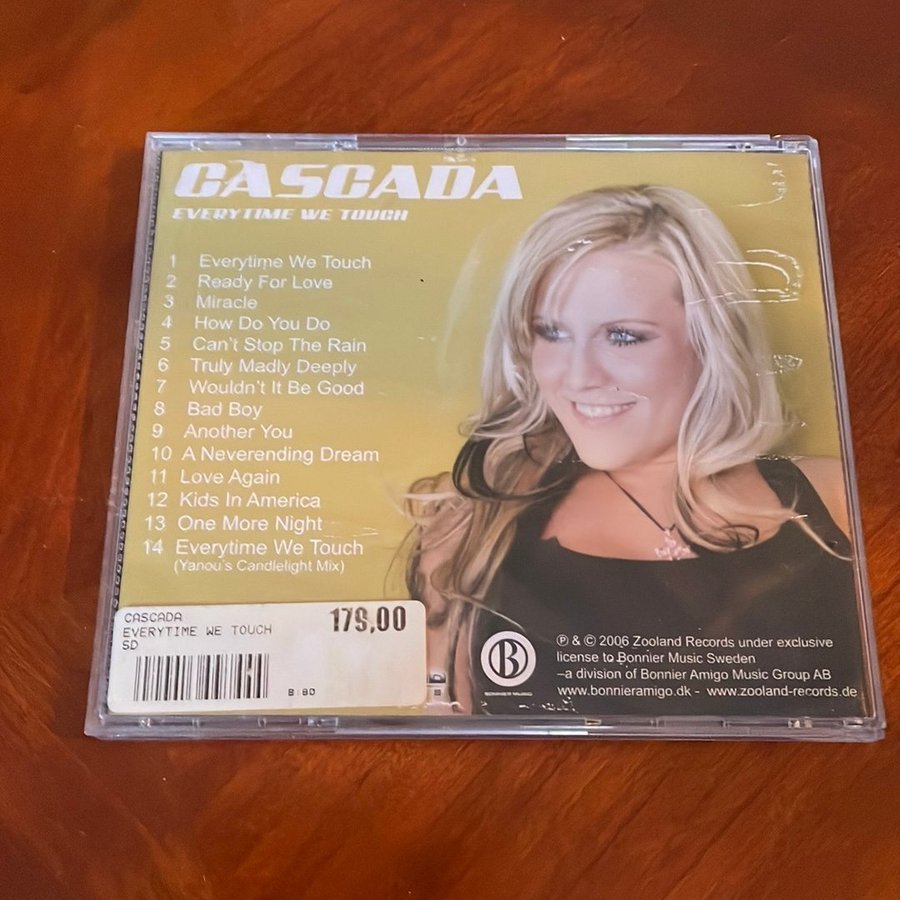 CASCADA
EVERYTIME WE TOUCH
1 Everytime We Touch
2 Ready For Love
3 Miracle
4 How Do You Do
5 Can't Stop The Rain
6 Truly Madly Deeply
7 Wouldn't It Be Good
8 Bad Boy
9 Another You
10 A Neverending Dream
11 Love Again
12 Kids In America
13 One More Night
14 Everytime We Touch
(Yanou's Candlelight Mix)
CASCADA
EVERYTIME WE TOUCH
SD
179,00
B 80
B
BONNIER MUSIC
℗ & © 2006 Zooland Records under exclusive
license to Bonnier Music Sweden
–a division of Bonnier Amigo Music Group AB
www.bonnieramigo.dk - www.zooland-records.de